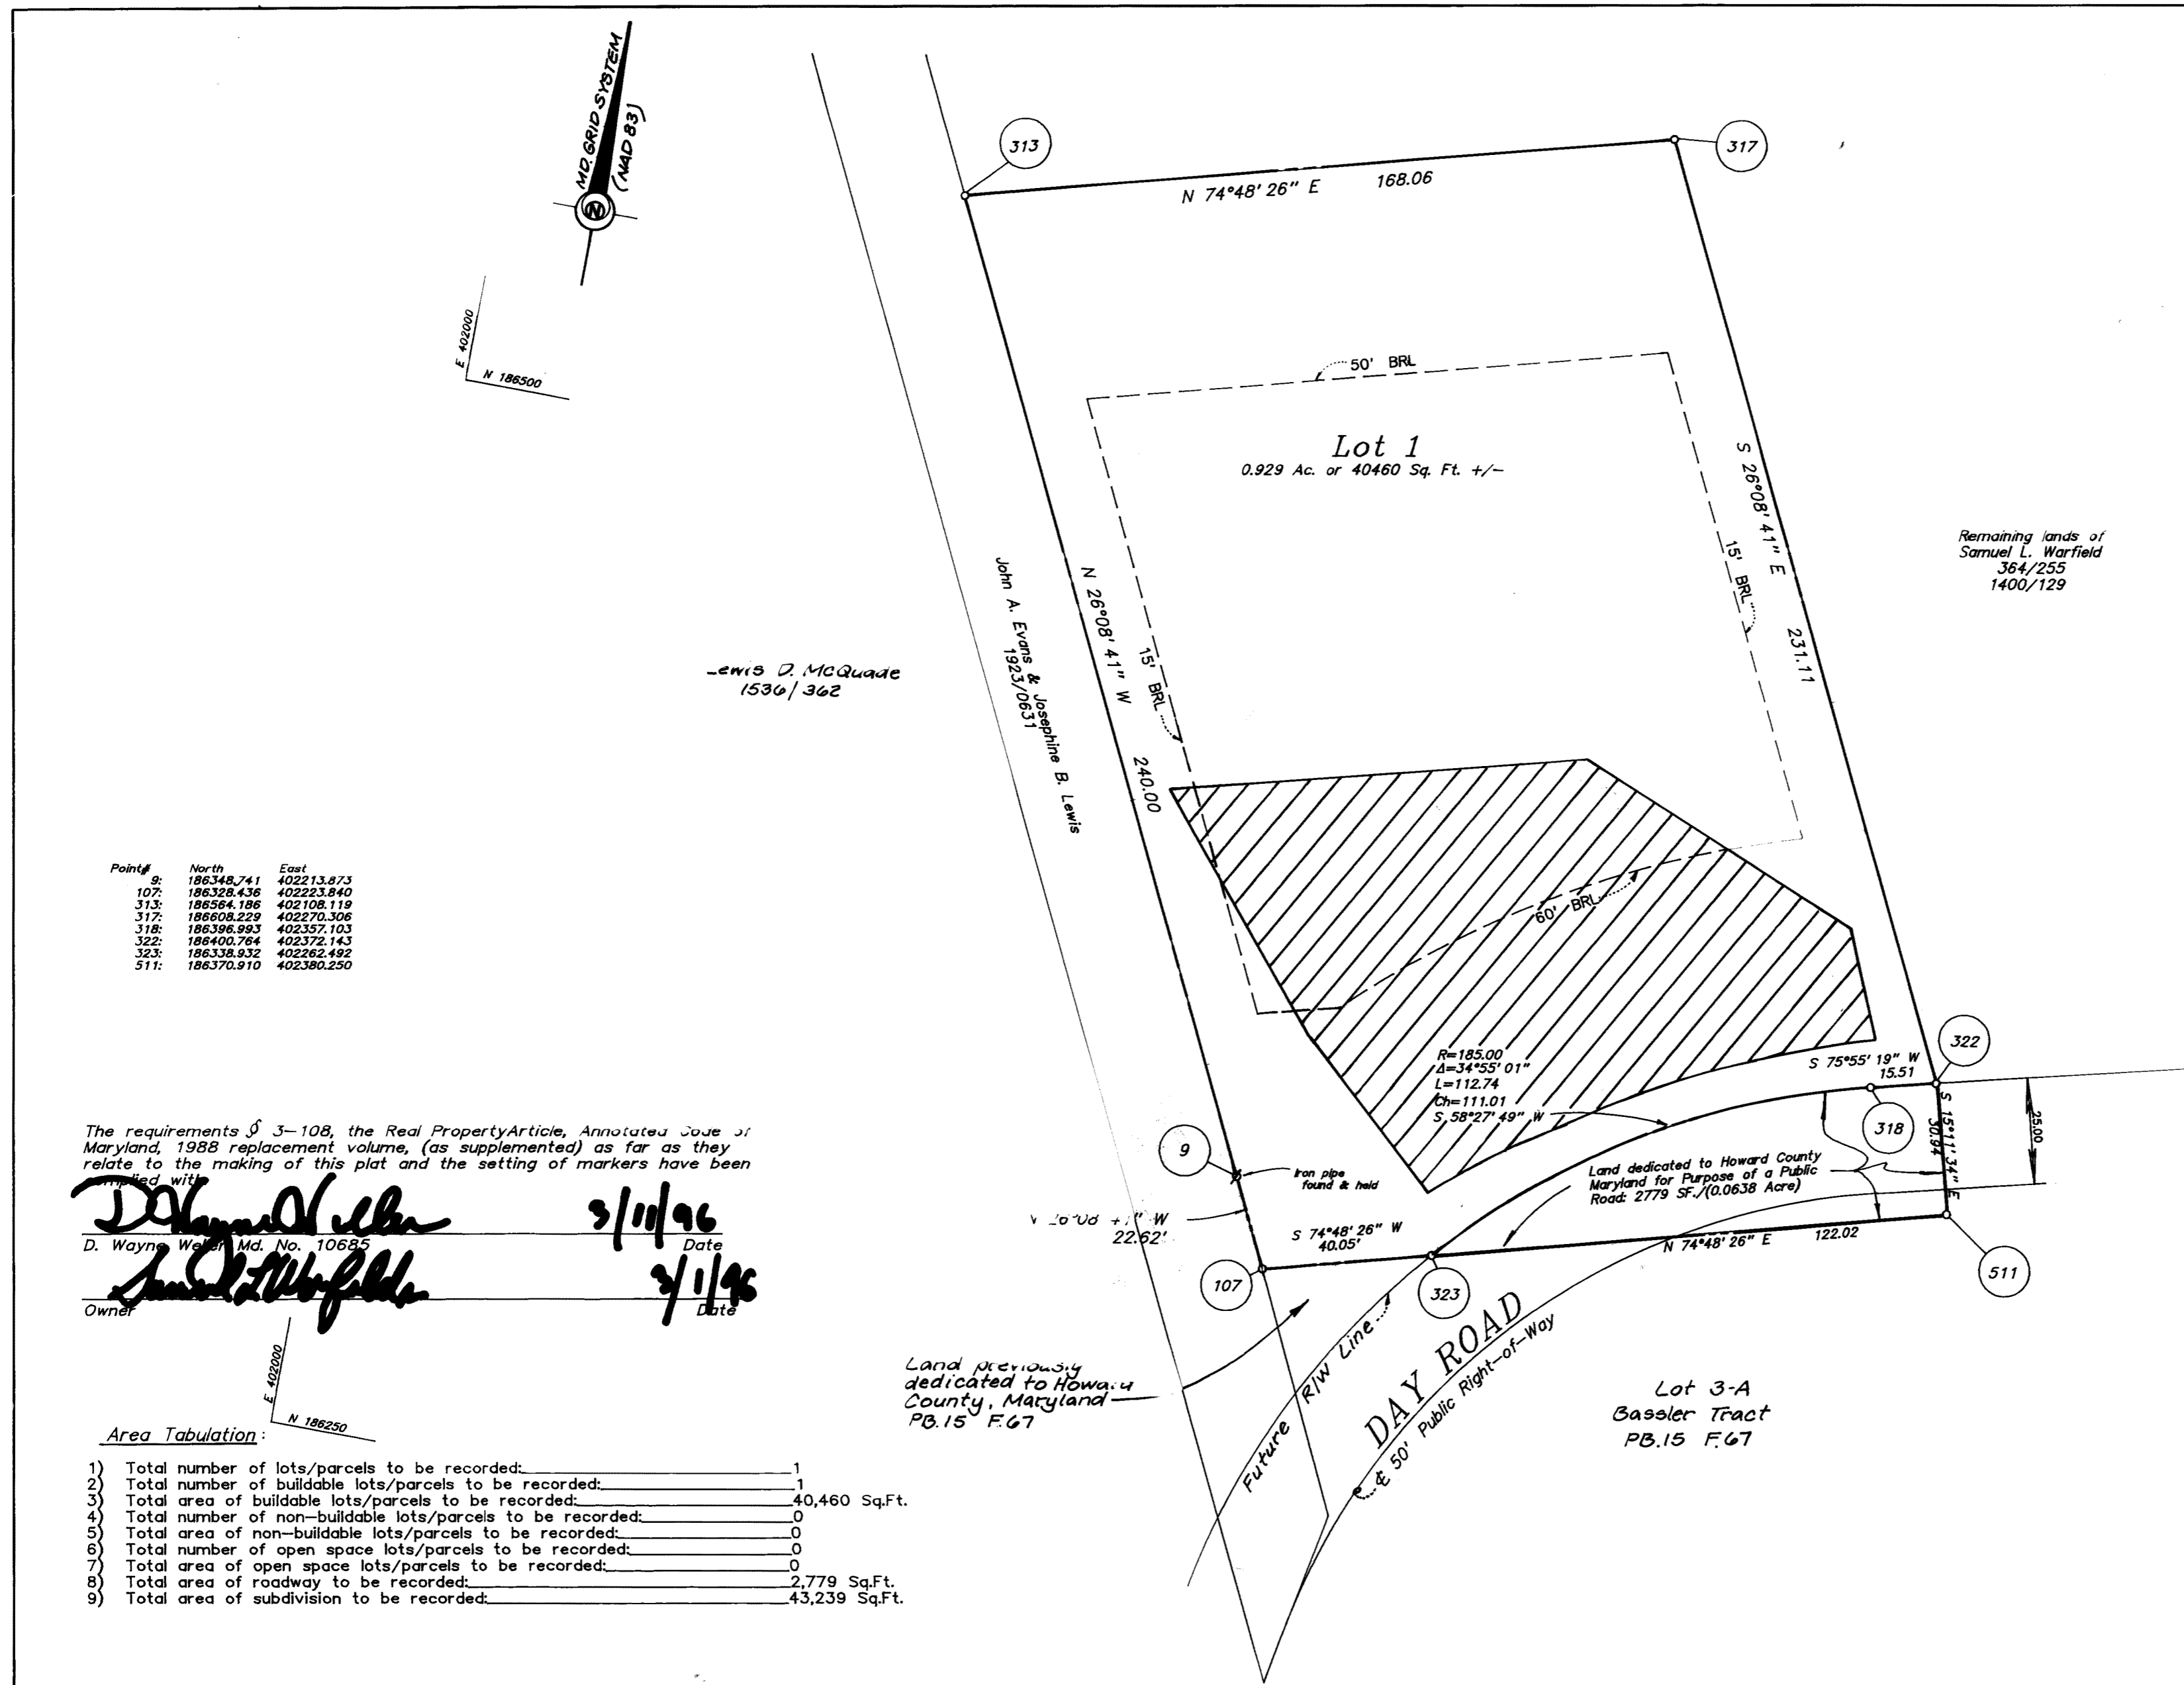 MD. GRID SYSTEM
(NAD 83)
N
E 402000
N 186500
313
317
N 74°48' 26" E 168.06
50' BRL
Lot 1
0.929 Ac. or 40460 Sq. Ft. +/-
S 26°08' 41" E
231.11
15' BRL
Remaining lands of
Samuel L. Warfield
364/255
1400/129
John A. Evans & Josephine B. Lewis
1923/0631
N 26°08' 41" W
240.00
15' BRL
D. McQuade
1536/362
60' BRL
Point# North East
9: 186348.741 402213.873
107: 186328.436 402223.840
313: 186564.186 402108.119
317: 186608.229 402270.306
318: 186396.993 402357.103
322: 186400.764 402372.143
323: 186338.932 402262.492
511: 186370.910 402380.250
R=185.00
Δ=34°55' 01"
L=112.74
Ch=111.01
S 58°27' 49" W
S 75°55' 19" W
15.51
322
318
S 15°11' 34" E
30.94
25.00
9
Iron pipe
found & held
Land dedicated to Howard County
Maryland for Purpose of a Public
Road: 2779 SF./(0.0638 Acre)
W
22.62'
S 74°48' 26" W
40.05'
N 74°48' 26" E 122.02
107
323
511
The requirements § 3-108, the Real PropertyArticle, Annotated Code of
Maryland, 1988 replacement volume, (as supplemented) as far as they
relate to the making of this plat and the setting of markers have been
with
3/11/96
D. Wayne Md. No. 10685 Date
3/1/96
Owner Date
E 402000
N 186250
Land previously
dedicated to Howard
County, Maryland
PB.15 F.67
Future R/W Line
DAY ROAD
℄ 50' Public Right-of-Way
Lot 3-A
Bassler Tract
PB.15 F.67
Area Tabulation:
1) Total number of lots/parcels to be recorded: 1
2) Total number of buildable lots/parcels to be recorded: 1
3) Total area of buildable lots/parcels to be recorded: 40,460 Sq.Ft.
4) Total number of non-buildable lots/parcels to be recorded: 0
5) Total area of non-buildable lots/parcels to be recorded: 0
6) Total number of open space lots/parcels to be recorded: 0
7) Total area of open space lots/parcels to be recorded: 0
8) Total area of roadway to be recorded: 2,779 Sq.Ft.
9) Total area of subdivision to be recorded: 43,239 Sq.Ft.